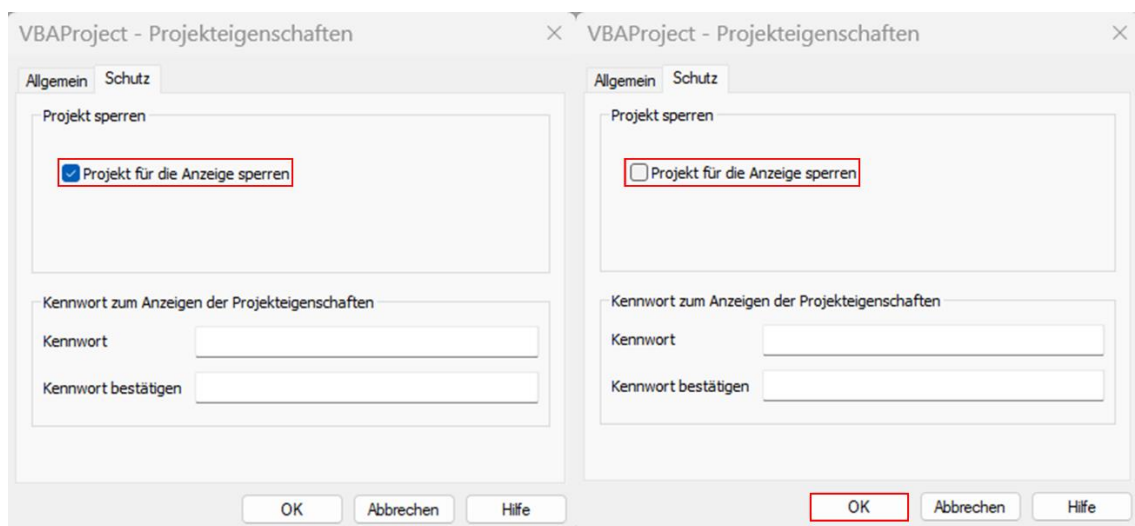 VBAProject - Projekteigenschaften
Allgemein Schutz
Projekt sperren
Projekt für die Anzeige sperren
Kennwort zum Anzeigen der Projekteigenschaften
Kennwort
Kennwort bestätigen
OK Abbrechen Hilfe
VBAProject - Projekteigenschaften
Allgemein Schutz
Projekt sperren
Projekt für die Anzeige sperren
Kennwort zum Anzeigen der Projekteigenschaften
Kennwort
Kennwort bestätigen
OK Abbrechen Hilfe